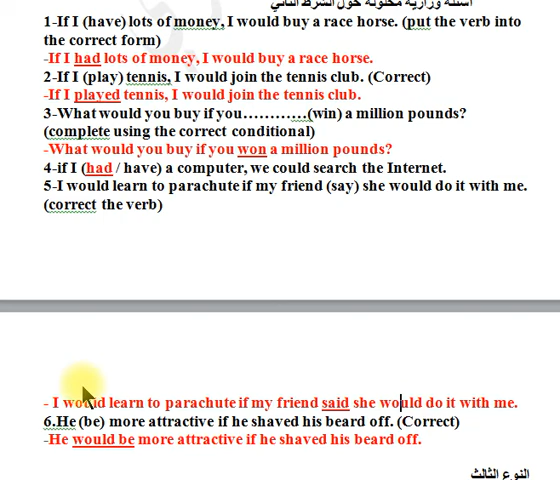 أسئلة وزارية محلولة حول الشرط الثاني
1-If I (have) lots of money, I would buy a race horse. (put the verb into
the correct form)
-If I had lots of money, I would buy a race horse.
2-If I (play) tennis, I would join the tennis club. (Correct)
-If I played tennis, I would join the tennis club.
3-What would you buy if you…………(win) a million pounds?
(complete using the correct conditional)
-What would you buy if you won a million pounds?
4-if I (had / have) a computer, we could search the Internet.
5-I would learn to parachute if my friend (say) she would do it with me.
(correct the verb)
- I would learn to parachute if my friend said she would do it with me.
6.He (be) more attractive if he shaved his beard off. (Correct)
-He would be more attractive if he shaved his beard off.
النوع الثالث